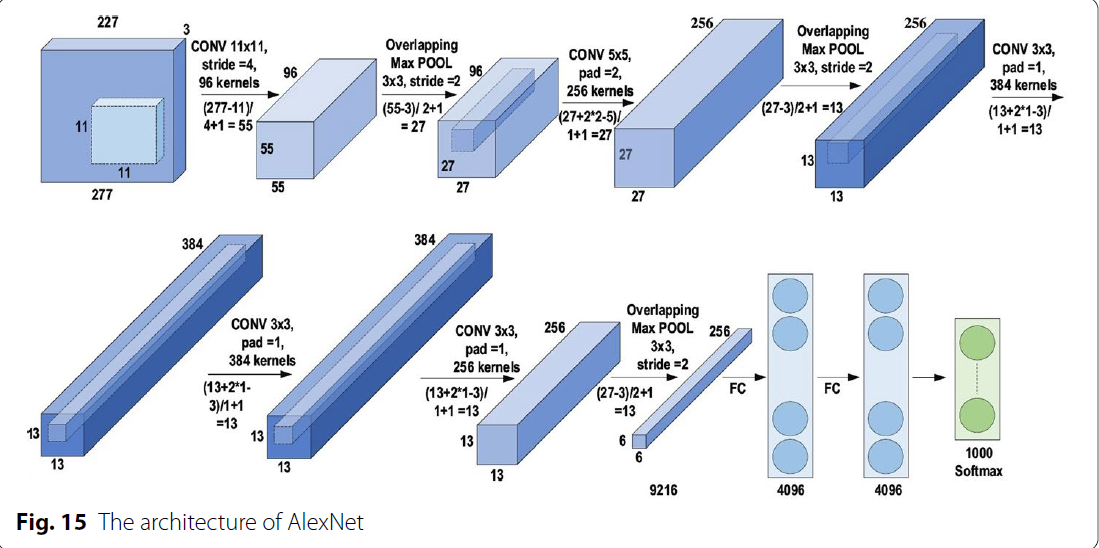 227
3
CONV 11x11,
stride =4,
96 kernels
(277-11)/
4+1 = 55
11
11
277
96
55
55
Overlapping
Max POOL
3x3, stride =2
(55-3)/ 2+1
= 27
96
27
27
CONV 5x5,
pad =2,
256 kernels
(27+2*2-5)/
1+1 =27
256
27
27
Overlapping
Max POOL
3x3, stride =2
(27-3)/2+1 =13
256
13
13
CONV 3x3,
pad =1,
384 kernels
(13+2*1-3)/
1+1 =13
384
13
13
CONV 3x3,
pad =1,
384 kernels
(13+2*1-
3)/1+1
=13
384
13
13
CONV 3x3,
pad =1,
256 kernels
(13+2*1-3)/
1+1 =13
256
13
13
Overlapping
Max POOL
3x3,
stride =2
(27-3)/2+1
=13
256
6
6
9216
FC
4096
FC
4096
1000
Softmax
Fig. 15 The architecture of AlexNet